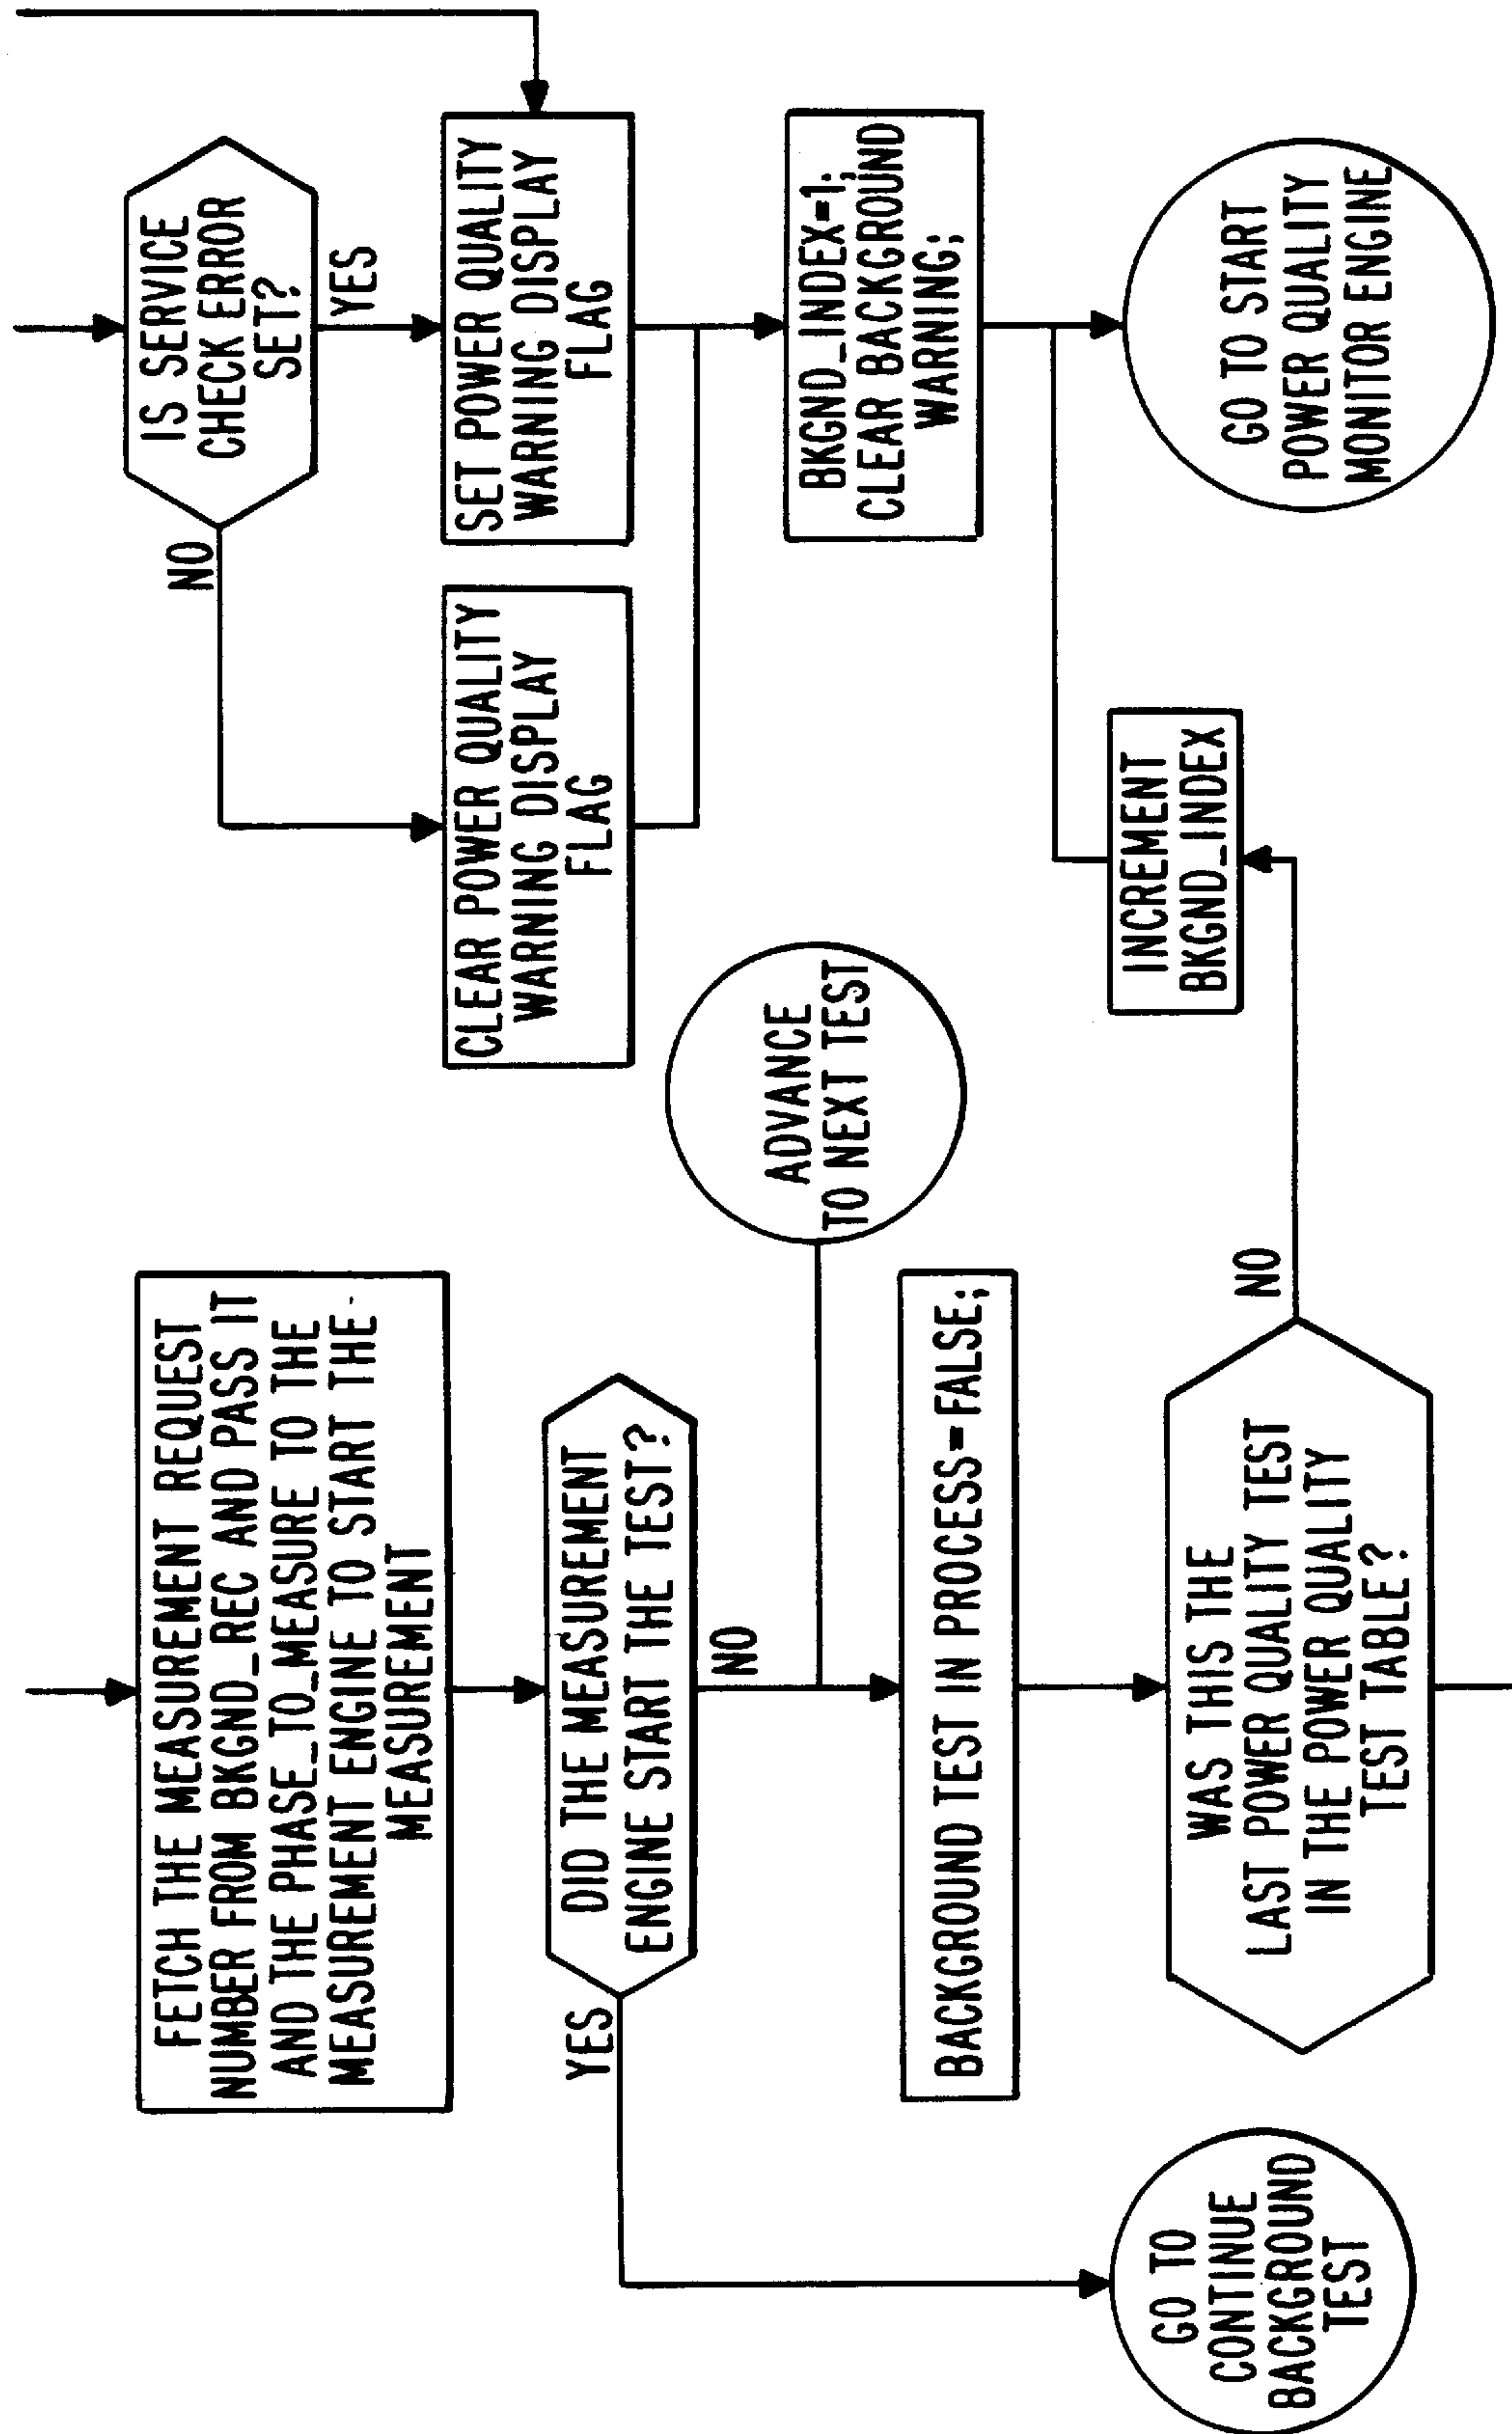 FETCH THE MEASUREMENT REQUEST
NUMBER FROM BKGND_REC AND PASS IT
AND THE PHASE_TO_MEASURE TO THE
MEASUREMENT ENGINE TO START THE
MEASUREMENT
DID THE MEASUREMENT
ENGINE START THE TEST?
YES
NO
GO TO
CONTINUE
BACKGROUND
TEST
ADVANCE
TO NEXT TEST
BACKGROUND TEST IN PROCESS=FALSE;
WAS THIS THE
LAST POWER QUALITY TEST
IN THE POWER QUALITY
TEST TABLE?
NO
INCREMENT
BKGND_INDEX
IS SERVICE
CHECK ERROR
SET?
NO
YES
CLEAR POWER QUALITY
WARNING DISPLAY
FLAG
SET POWER QUALITY
WARNING DISPLAY
FLAG
BKGND_INDEX=1;
CLEAR BACKGROUND
WARNING;
GO TO START
POWER QUALITY
MONITOR ENGINE